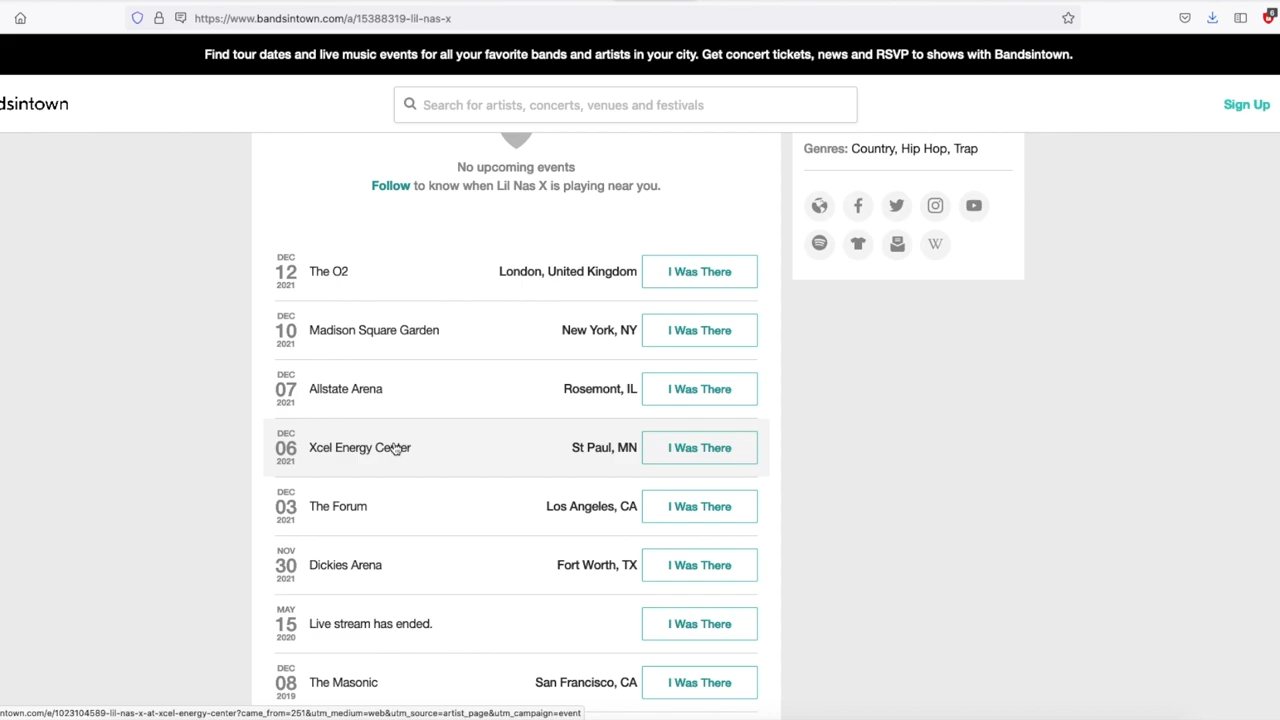 https://www.bandsintown.com/a/15388319-lil-nas-x
6
Find tour dates and live music events for all your favorite bands and artists in your city. Get concert tickets, news and RSVP to shows with Bandsintown.
dsintown
Search for artists, concerts, venues and festivals
Sign Up
No upcoming events
Follow to know when Lil Nas X is playing near you.
Genres: Country, Hip Hop, Trap
W
DEC
12
2021
The O2
London, United Kingdom
I Was There
DEC
10
2021
Madison Square Garden
New York, NY
I Was There
DEC
07
2021
Allstate Arena
Rosemont, IL
I Was There
DEC
06
2021
Xcel Energy Center
St Paul, MN
I Was There
DEC
03
2021
The Forum
Los Angeles, CA
I Was There
NOV
30
2021
Dickies Arena
Fort Worth, TX
I Was There
MAY
15
2020
Live stream has ended.
I Was There
DEC
08
2019
The Masonic
San Francisco, CA
I Was There
ntown.com/e/1023104589-lil-nas-x-at-xcel-energy-center?came_from=251&utm_medium=web&utm_source=artist_page&utm_campaign=event